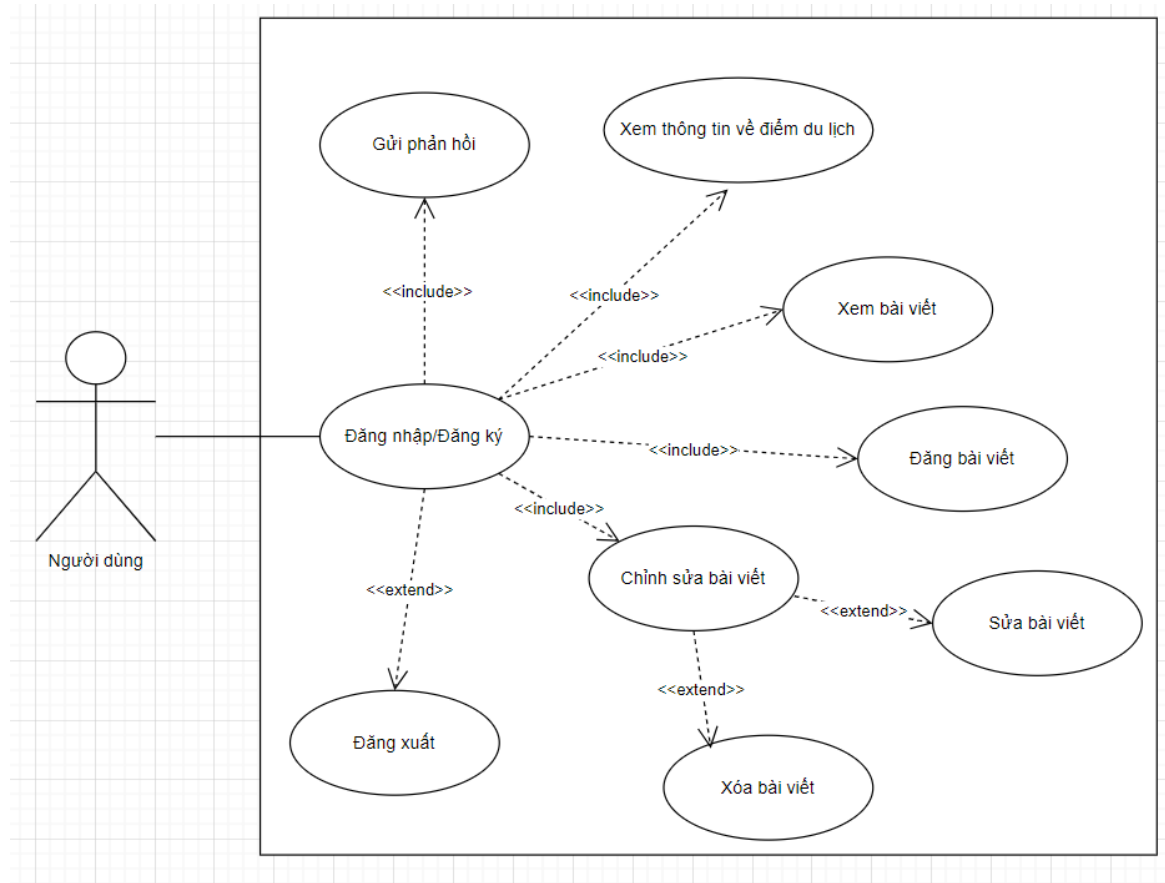 Gửi phản hồi
Xem thông tin về điểm du lịch
<<include>>
<<include>>
Xem bài viết
<<include>>
Đăng nhập/Đăng ký
<<include>>
Đăng bài viết
<<include>>
Người dùng
Chỉnh sửa bài viết
<<extend>>
<<extend>>
Sửa bài viết
<<extend>>
Đăng xuất
Xóa bài viết